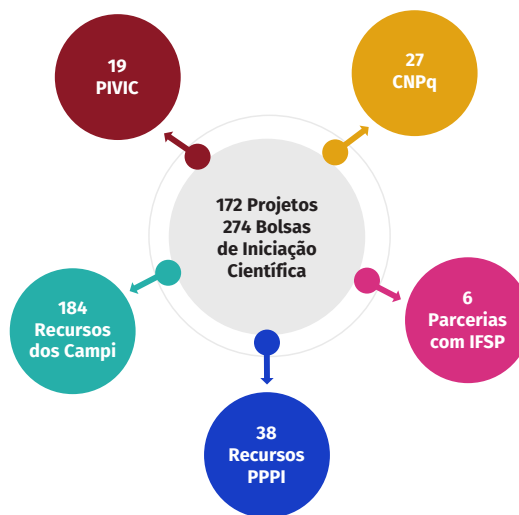 19
PIVIC
27
CNPq
172 Projetos
274 Bolsas
de Iniciação
Científica
184
Recursos
dos Campi
6
Parcerias
com IFSP
38
Recursos
PPPI